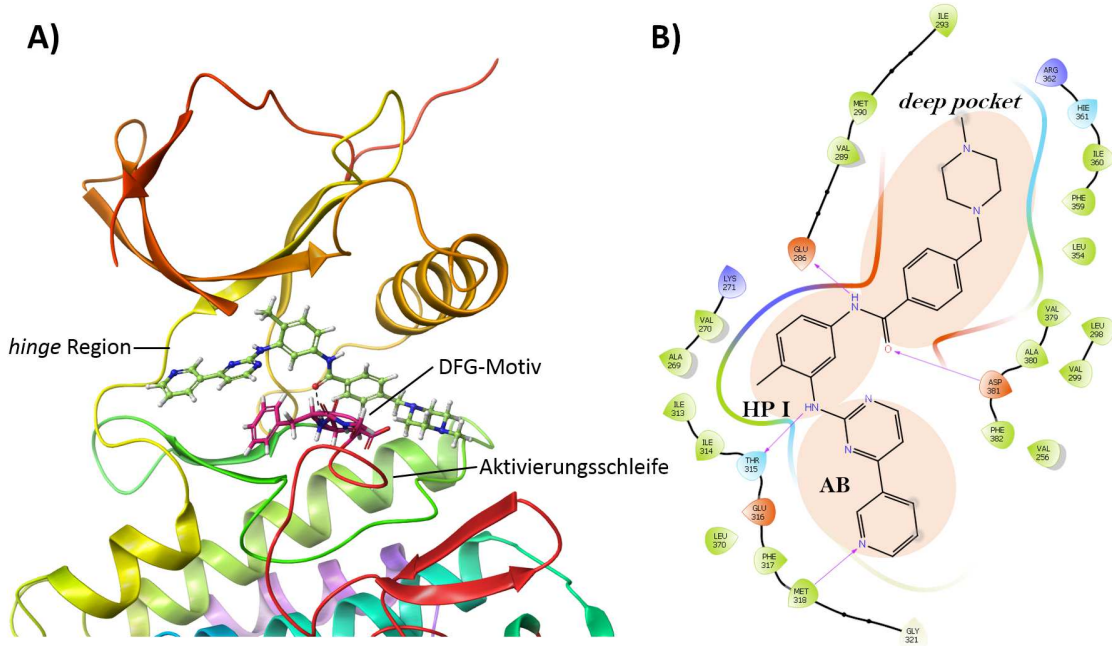 A)
hinge Region
DFG-Motiv
Aktivierungsschleife
B)
ILE
293
MET
290
VAL
289
GLU
286
deep pocket
ARG
362
HIE
361
ILE
360
PHE
359
LEU
354
N
N
LYS
271
VAL
270
ALA
269
H
N
O
VAL
379
LEU
298
ALA
380
VAL
299
ASP
381
PHE
382
VAL
256
HP I
NH
N
N
ILE
313
ILE
314
THR
315
GLU
316
AB
LEU
370
PHE
317
N
MET
318
GLY
321